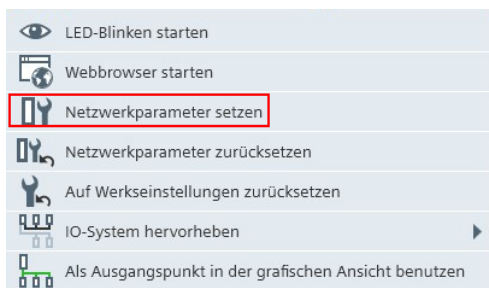 LED-Blinken starten
Webbrowser starten
Netzwerkparameter setzen
Netzwerkparameter zurücksetzen
Auf Werkseinstellungen zurücksetzen
IO-System hervorheben
Als Ausgangspunkt in der grafischen Ansicht benutzen